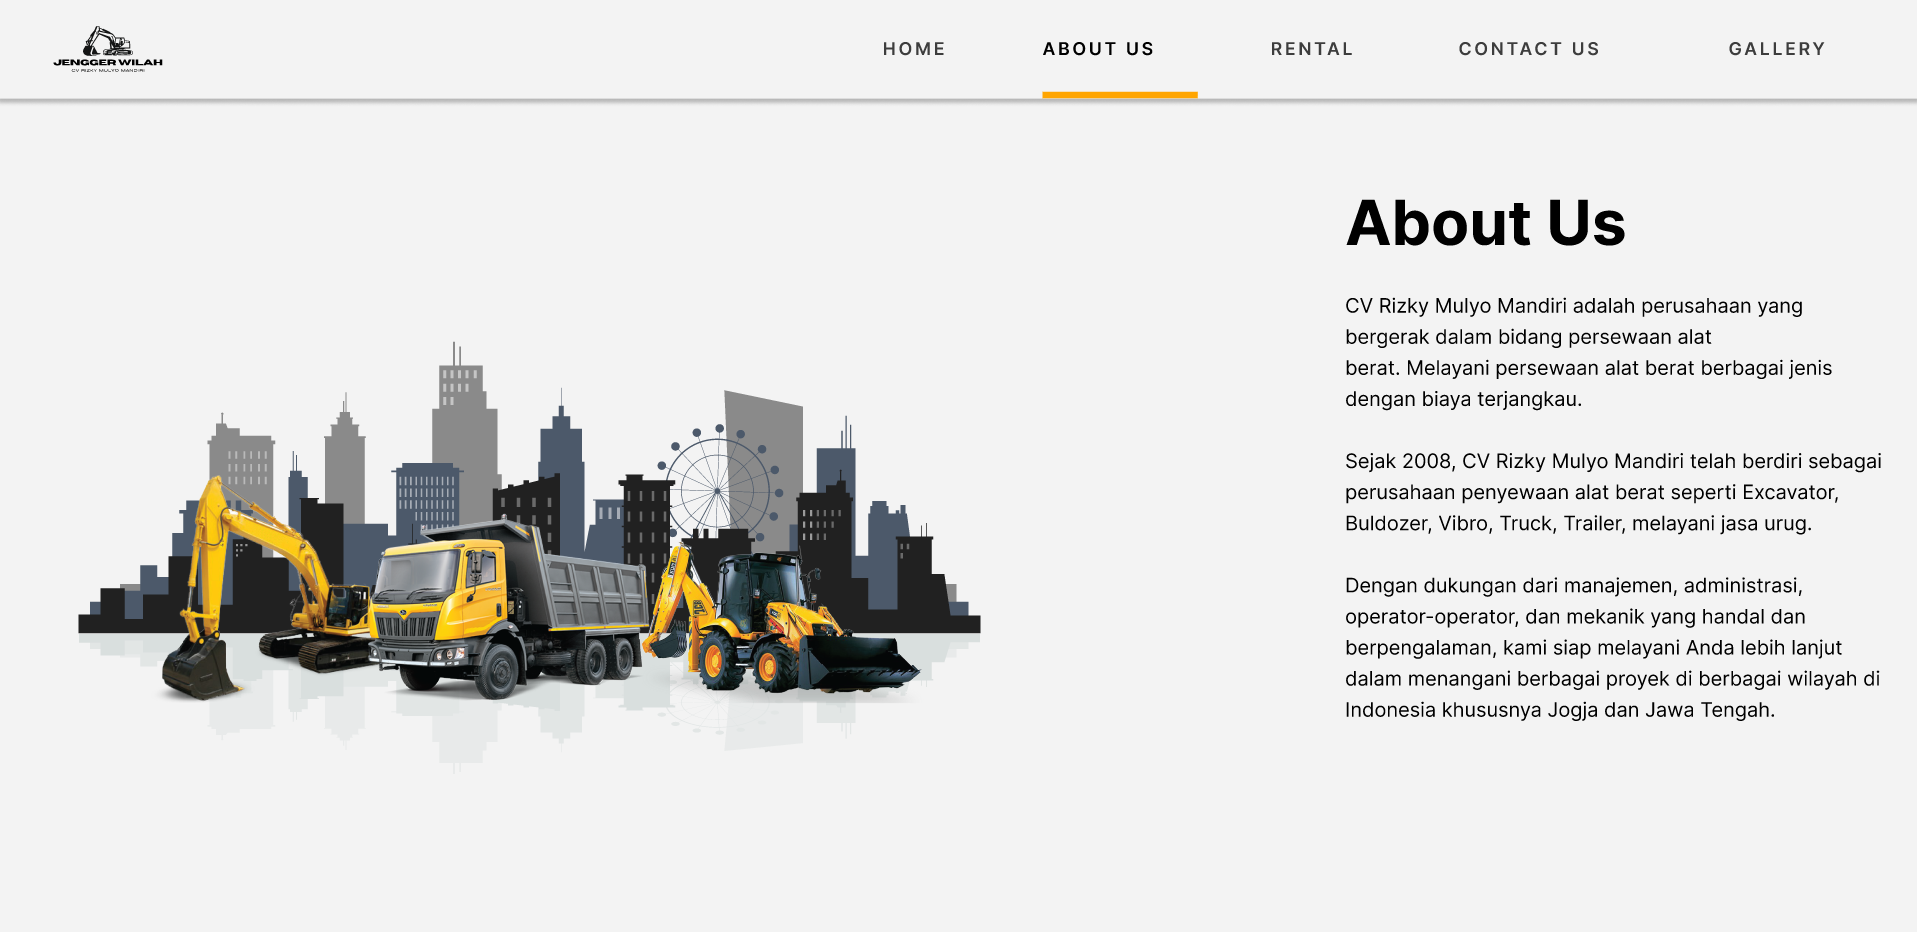 JENGGER WILAH
CV RIZKY MULYO MANDIRI
HOME
ABOUT US
RENTAL
CONTACT US
GALLERY
About Us
CV Rizky Mulyo Mandiri adalah perusahaan yang
bergerak dalam bidang persewaan alat
berat. Melayani persewaan alat berat berbagai jenis
dengan biaya terjangkau.
Sejak 2008, CV Rizky Mulyo Mandiri telah berdiri sebagai
perusahaan penyewaan alat berat seperti Excavator,
Buldozer, Vibro, Truck, Trailer, melayani jasa urug.
Dengan dukungan dari manajemen, administrasi,
operator-operator, dan mekanik yang handal dan
berpengalaman, kami siap melayani Anda lebih lanjut
dalam menangani berbagai proyek di berbagai wilayah di
Indonesia khususnya Jogja dan Jawa Tengah.